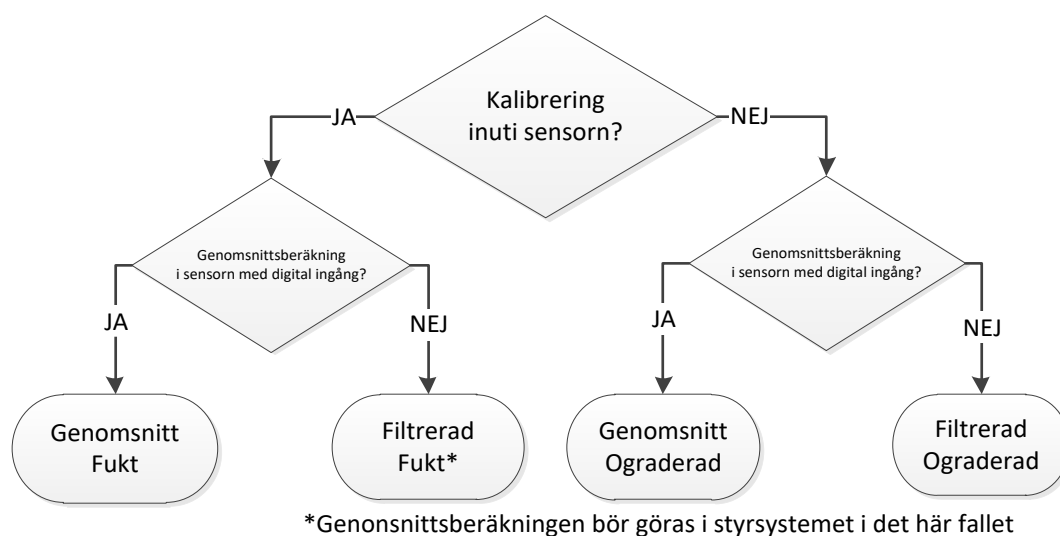 Kalibrering
inuti sensorn?
JA
NEJ
Genomsnittsberäkning
i sensorn med digital ingång?
Genomsnittsberäkning
i sensorn med digital ingång?
JA
NEJ
JA
NEJ
Genomsnitt
Fukt
Filtrerad
Fukt*
Genomsnitt
Ograderad
Filtrerad
Ograderad
*Genonsnittsberäkningen bör göras i styrsystemet i det här fallet